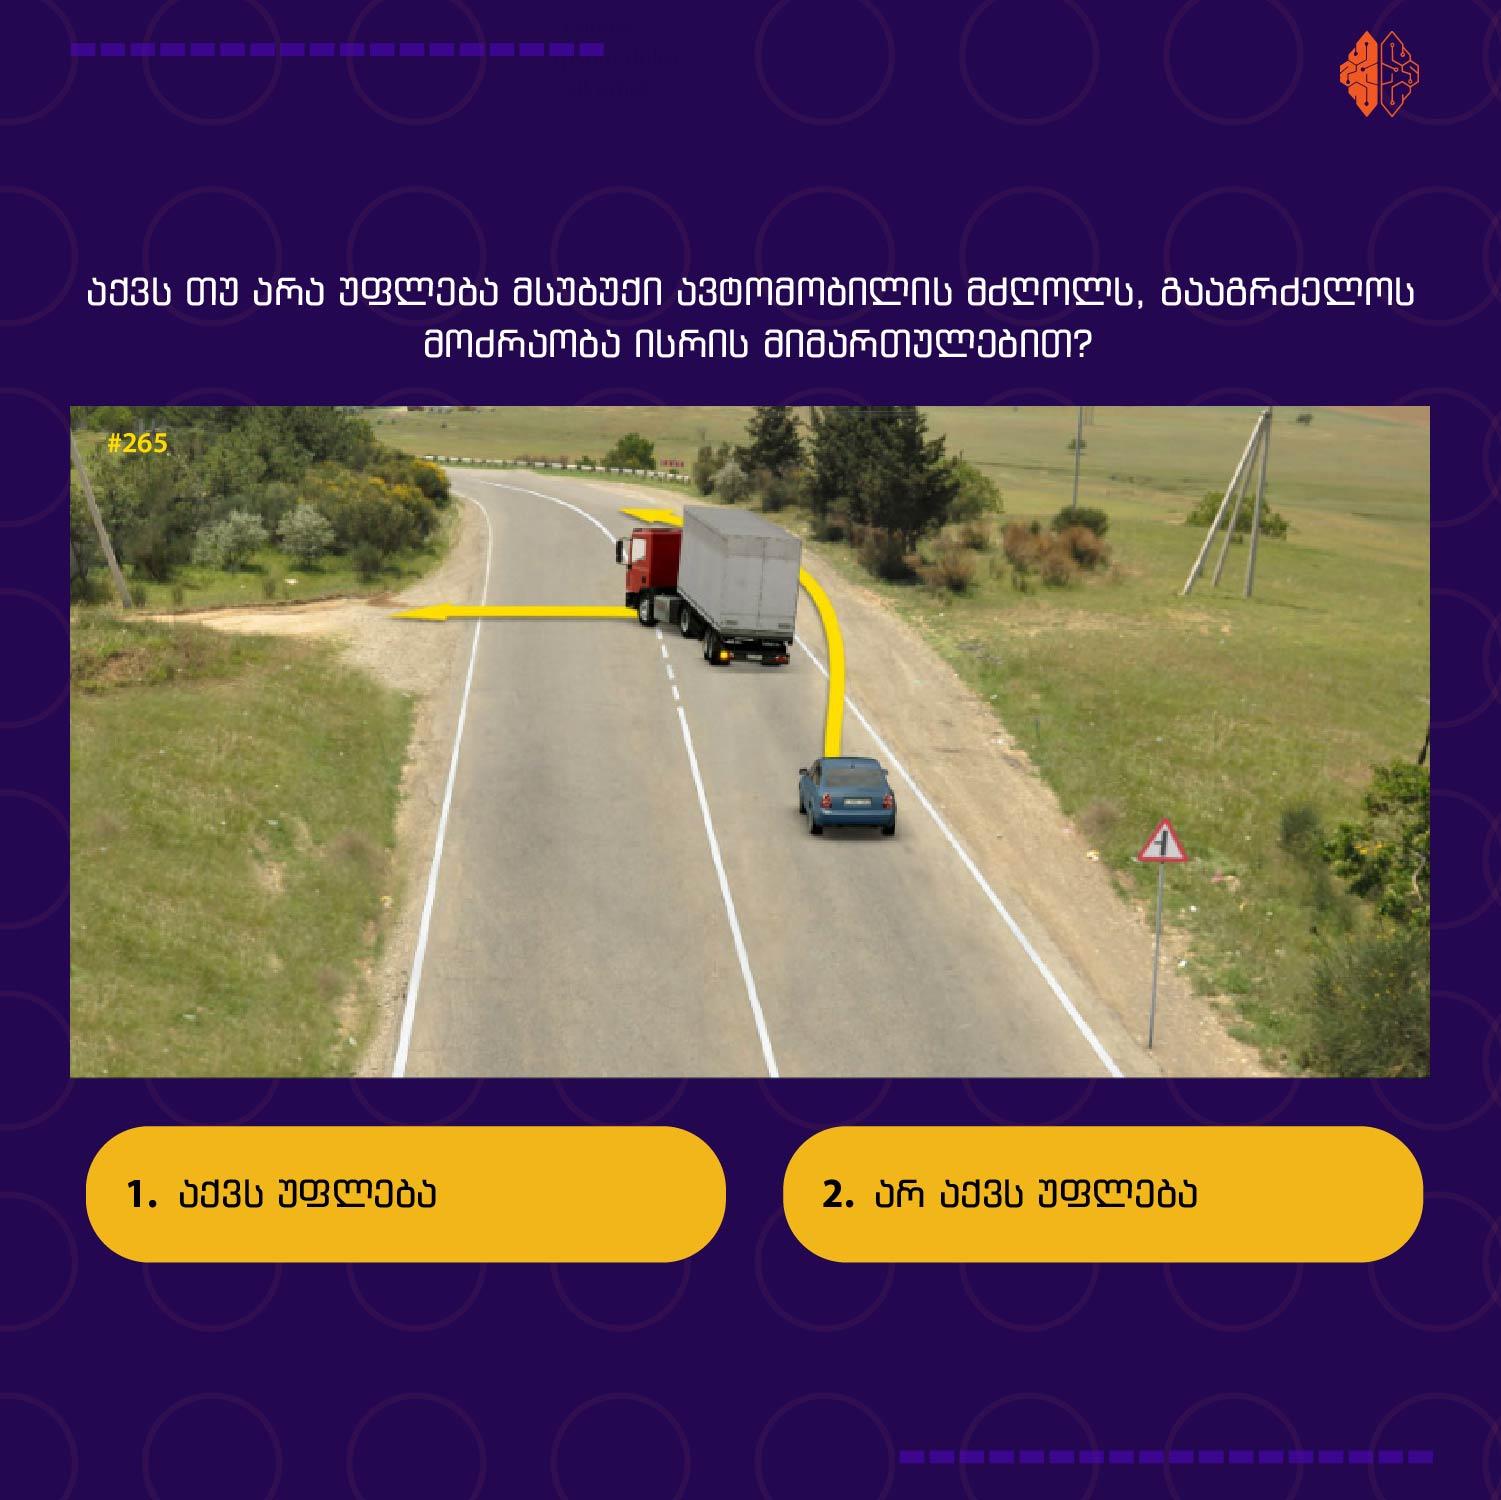 აქვს თუ არა უფლება მსუბუქი ავტომობილის მძღოლს, გააგრძელოს
მოძრაობა ისრის მიმართულებით?
#265
1. აქვს უფლება
2. არ აქვს უფლება